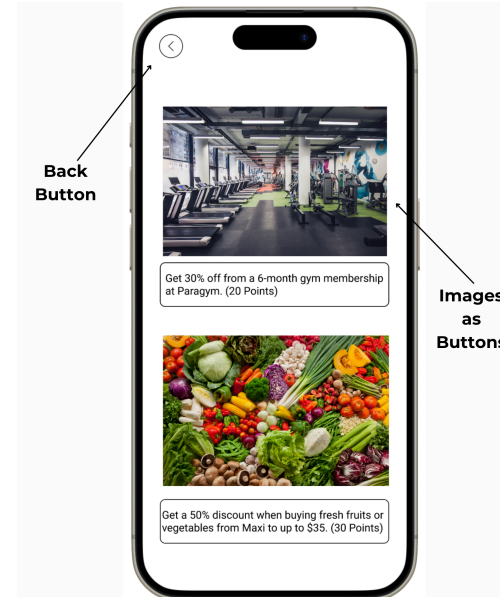 Back
Button
Get 30% off from a 6-month gym membership
at Paragym. (20 Points)
Images
as
Buttons
Get a 50% discount when buying fresh fruits or
vegetables from Maxi to up to $35. (30 Points)